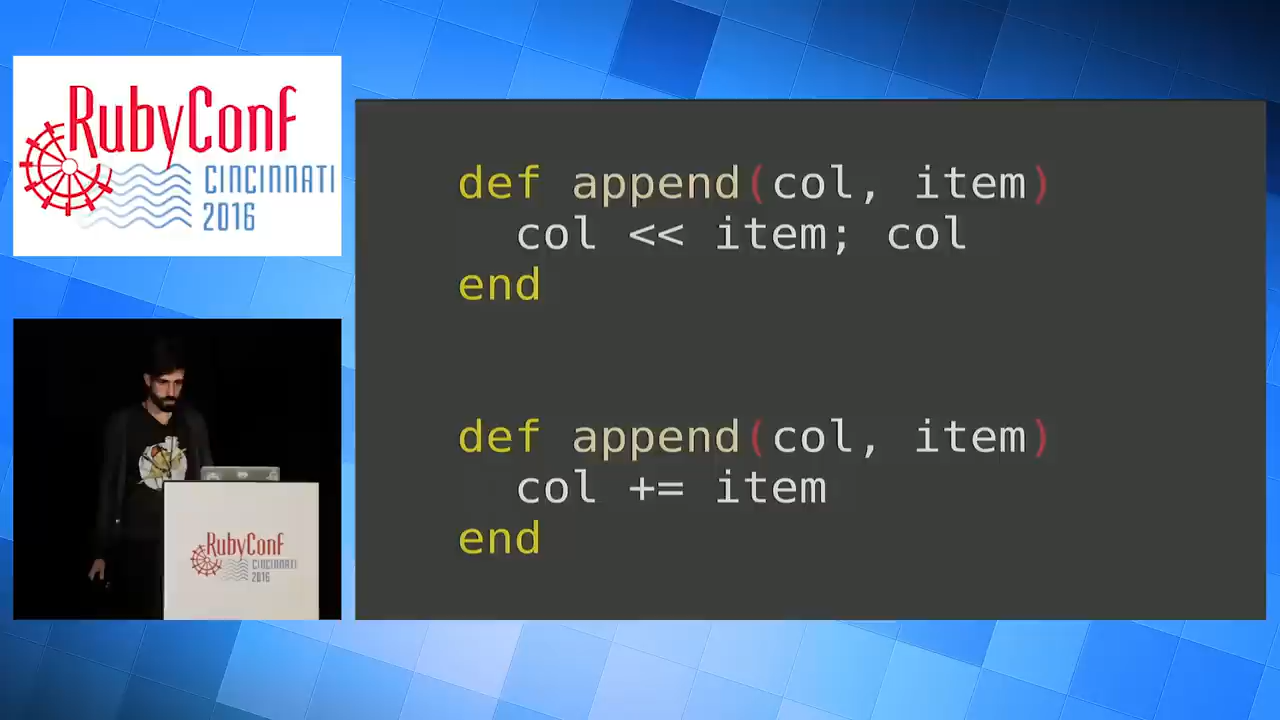 RubyConf
CINCINNATI
2016
def append(col, item)
  col << item; col
end
def append(col, item)
  col += item
end
RubyConf
CINCINNATI
2016